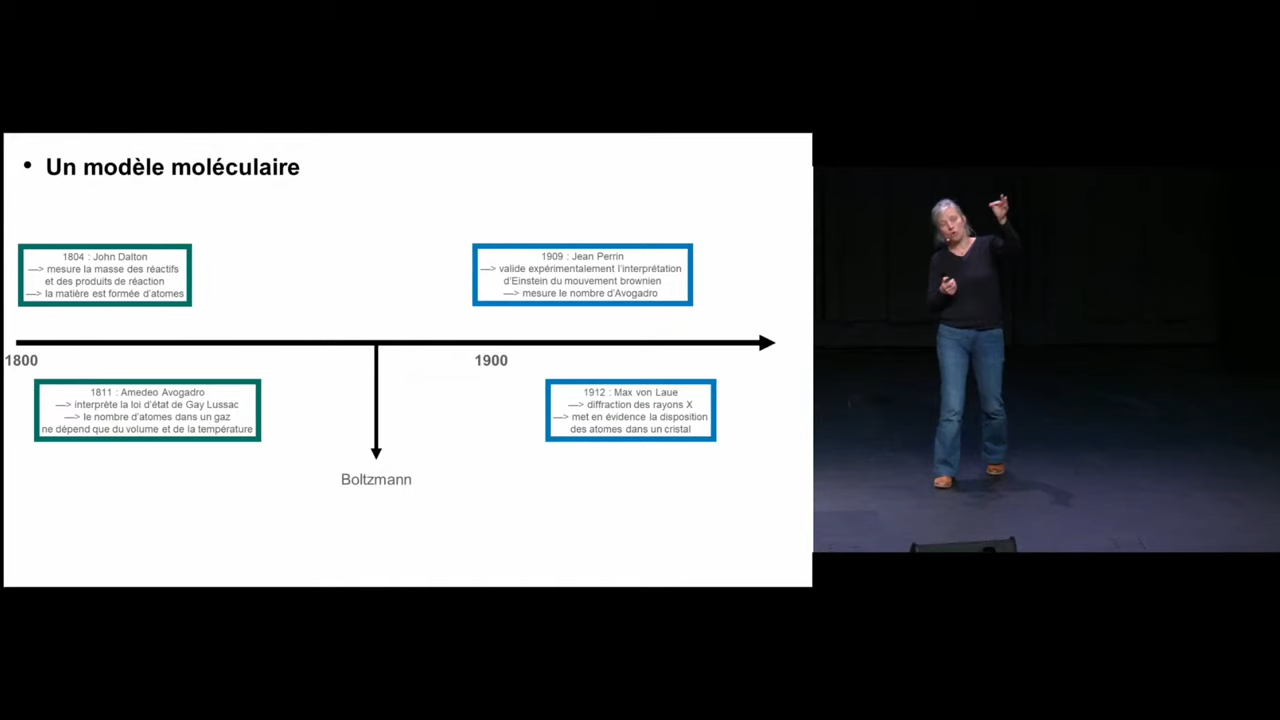 • Un modèle moléculaire
1804 : John Dalton
—> mesure la masse des réactifs
et des produits de réaction
—> la matière est formée d'atomes
1909 : Jean Perrin
—> valide expérimentalement l'interprétation
d'Einstein du mouvement brownien
—> mesure le nombre d'Avogadro
1800
1900
1811 : Amedeo Avogadro
—> interprète la loi d'état de Gay Lussac
—> le nombre d'atomes dans un gaz
ne dépend que du volume et de la température
1912 : Max von Laue
—> diffraction des rayons X
—> met en évidence la disposition
des atomes dans un cristal
Boltzmann